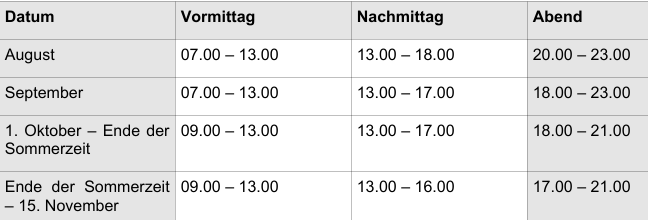 Datum Vormittag Nachmittag Abend
August 07.00 – 13.00 13.00 – 18.00 20.00 – 23.00
September 07.00 – 13.00 13.00 – 17.00 18.00 – 23.00
1. Oktober – Ende der 09.00 – 13.00 13.00 – 17.00 18.00 – 21.00
Sommerzeit
Ende der Sommerzeit 09.00 – 13.00 13.00 – 16.00 17.00 – 21.00
– 15. November